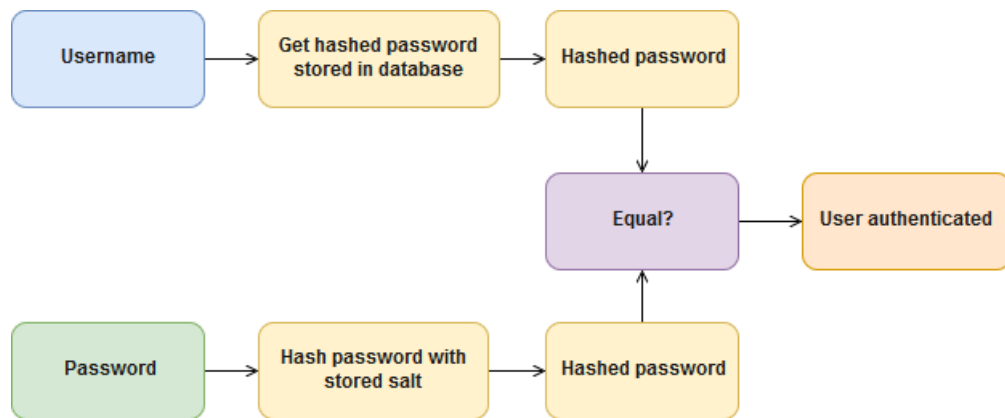 Username
Get hashed password
stored in database
Hashed password
Equal?
User authenticated
Password
Hash password with
stored salt
Hashed password